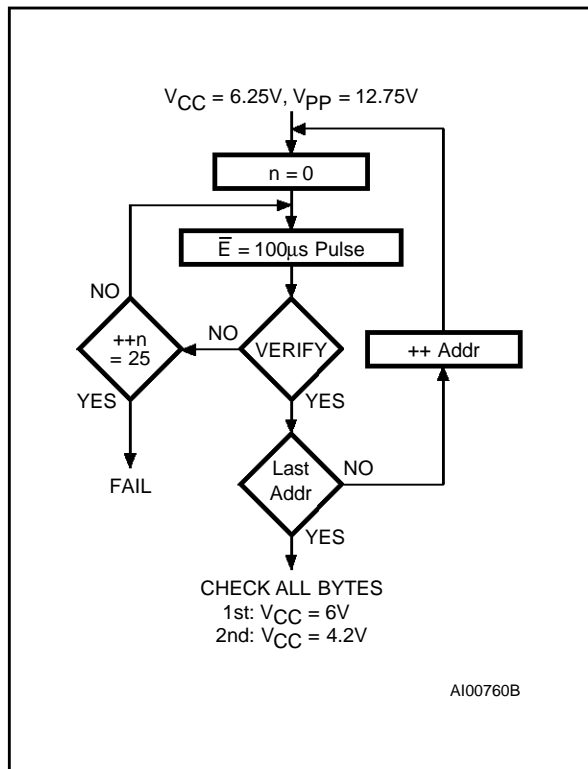 VCC = 6.25V, VPP = 12.75V
n = 0
E̅ = 100µs Pulse
NO
++n
= 25
NO
VERIFY
++ Addr
YES
YES
FAIL
Last
Addr
NO
YES
CHECK ALL BYTES
1st: VCC = 6V
2nd: VCC = 4.2V
AI00760B